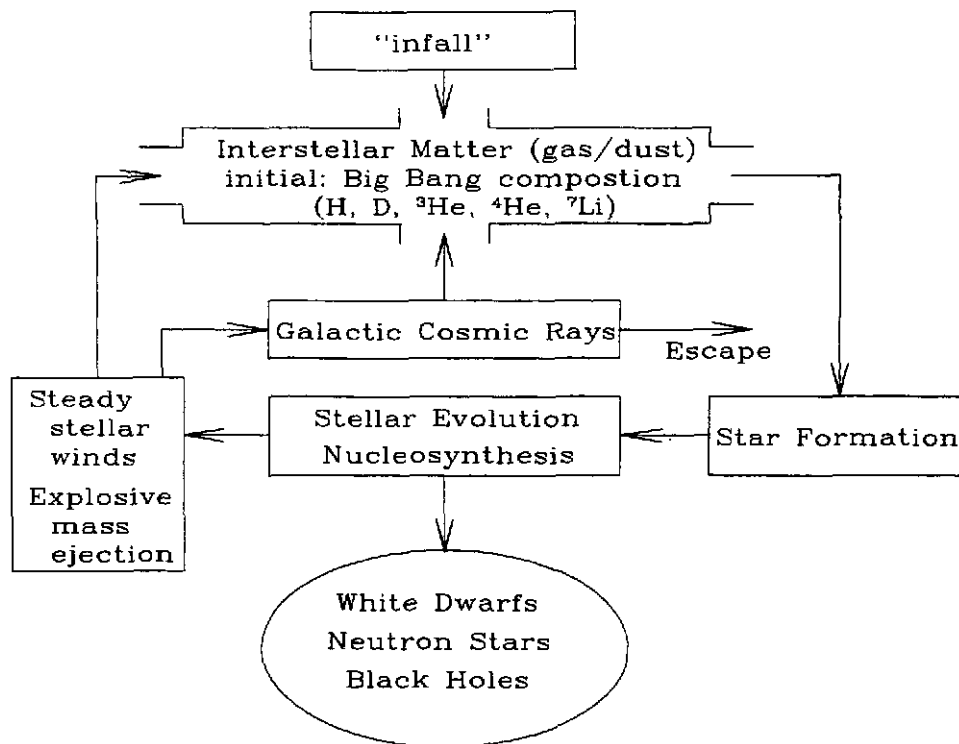 “infall”
Interstellar Matter (gas/dust)
initial: Big Bang compostion
(H, D, ³He, ⁴He, ⁷Li)
Galactic Cosmic Rays
Escape
Steady
stellar
winds
Explosive
mass
ejection
Stellar Evolution
Nucleosynthesis
Star Formation
White Dwarfs
Neutron Stars
Black Holes